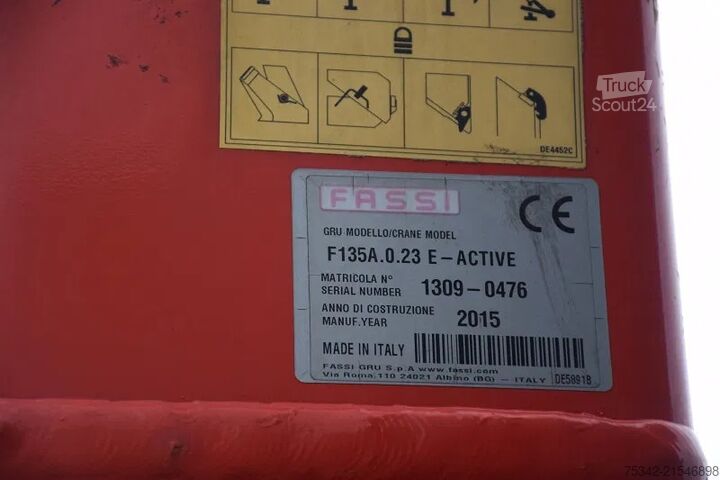 Truck
Scout24
DE4452C
FASSI
CE
GRU MODELLO/CRANE MODEL
F135A.0.23 E-ACTIVE
MATRICOLA N°
SERIAL NUMBER 1309-0476
ANNO DI COSTRUZIONE
MANUF.YEAR 2015
MADE IN ITALY
FASSI GRU S.p.A www.fassi.com
Via Roma,110 24021 Albino (BG) - ITALY DE5891B
75342-21546898